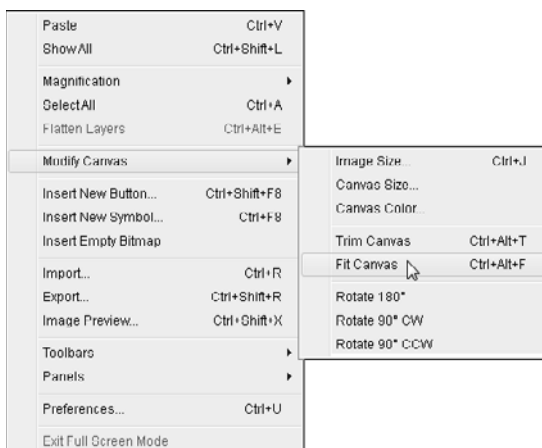 Paste Ctrl+V
Show All Ctrl+Shift+L
Magnification
Select All Ctrl+A
Flatten Layers Ctrl+Alt+E
Modify Canvas
Insert New Button... Ctrl+Shift+F8
Insert New Symbol... Ctrl+F8
Insert Empty Bitmap
Import... Ctrl+R
Export... Ctrl+Shift+R
Image Preview... Ctrl+Shift+X
Toolbars
Panels
Preferences... Ctrl+U
Exit Full Screen Mode
Image Size... Ctrl+J
Canvas Size...
Canvas Color...
Trim Canvas Ctrl+Alt+T
Fit Canvas Ctrl+Alt+F
Rotate 180°
Rotate 90° CW
Rotate 90° CCW